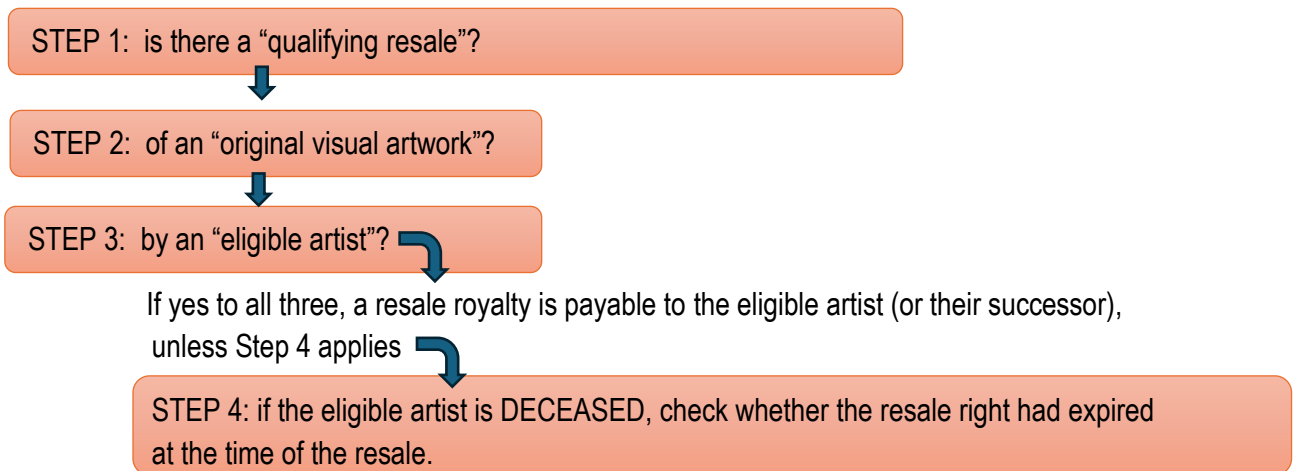 STEP 1:  is there a “qualifying resale”?
STEP 2:  of an “original visual artwork”?
STEP 3:  by an “eligible artist”?
If yes to all three, a resale royalty is payable to the eligible artist (or their successor),
unless Step 4 applies
STEP 4: if the eligible artist is DECEASED, check whether the resale right had expired
at the time of the resale.